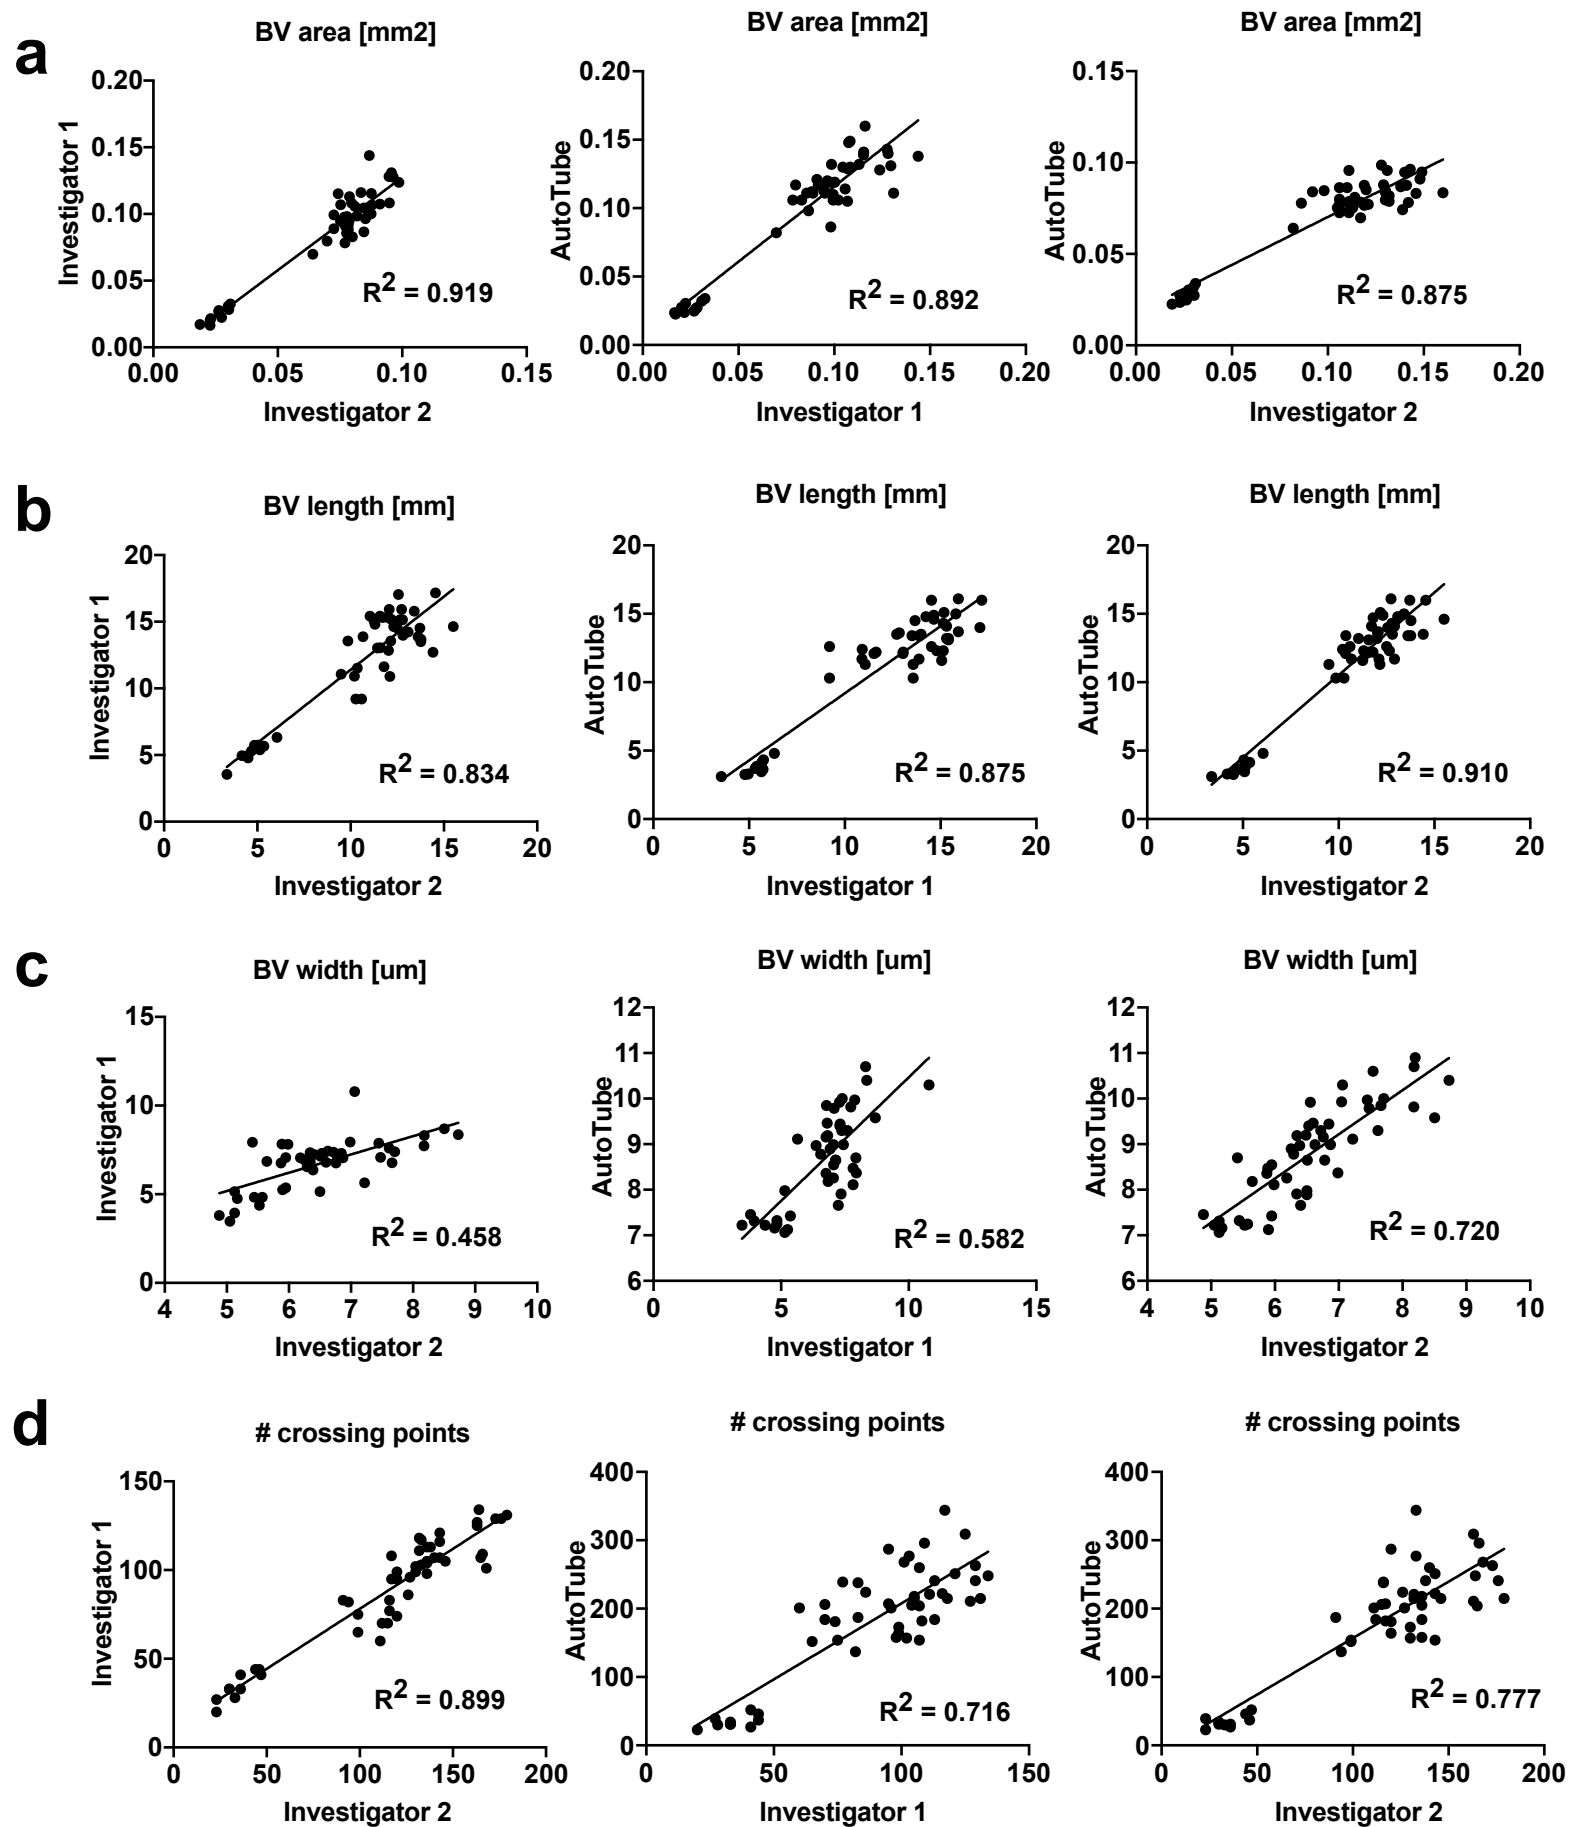 a
BV area [mm2]
BV area [mm2]
BV area [mm2]
0.20
0.15
0.10
0.05
0.00
Investigator 1
R2 = 0.919
0.00 0.05 0.10 0.15
Investigator 2
0.20
0.15
0.10
0.05
0.00
AutoTube
R2 = 0.892
0.00 0.05 0.10 0.15 0.20
Investigator 1
0.15
0.10
0.05
0.00
AutoTube
R2 = 0.875
0.00 0.05 0.10 0.15 0.20
Investigator 2
b
BV length [mm]
BV length [mm]
BV length [mm]
20
15
10
5
0
Investigator 1
R2 = 0.834
0 5 10 15 20
Investigator 2
20
15
10
5
0
AutoTube
R2 = 0.875
0 5 10 15 20
Investigator 1
20
15
10
5
0
AutoTube
R2 = 0.910
0 5 10 15 20
Investigator 2
c
BV width [um]
BV width [um]
BV width [um]
15
10
5
0
Investigator 1
R2 = 0.458
4 5 6 7 8 9 10
Investigator 2
12
11
10
9
8
7
6
AutoTube
R2 = 0.582
0 5 10 15
Investigator 1
12
11
10
9
8
7
6
AutoTube
R2 = 0.720
4 5 6 7 8 9 10
Investigator 2
d
# crossing points
# crossing points
# crossing points
150
100
50
0
Investigator 1
R2 = 0.899
0 50 100 150 200
Investigator 2
400
300
200
100
0
AutoTube
R2 = 0.716
0 50 100 150
Investigator 1
400
300
200
100
0
AutoTube
R2 = 0.777
0 50 100 150 200
Investigator 2